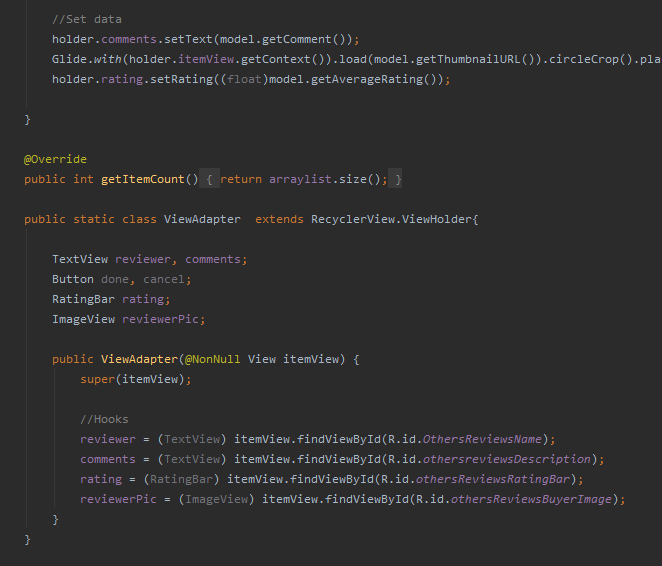 //Set data
holder.comments.setText(model.getComment());
Glide.with(holder.itemView.getContext()).load(model.getThumbnailURL()).circleCrop().pla
holder.rating.setRating((float)model.getAverageRating());
}
@Override
public int getItemCount() { return arraylist.size(); }
public static class ViewAdapter  extends RecyclerView.ViewHolder{
TextView reviewer, comments;
Button done, cancel;
RatingBar rating;
ImageView reviewerPic;
public ViewAdapter(@NonNull View itemView) {
super(itemView);
//Hooks
reviewer = (TextView) itemView.findViewById(R.id.OthersReviewsName);
comments = (TextView) itemView.findViewById(R.id.othersreviewsDescription);
rating = (RatingBar) itemView.findViewById(R.id.othersReviewsRatingBar);
reviewerPic = (ImageView) itemView.findViewById(R.id.othersReviewsBuyerImage);
}
}